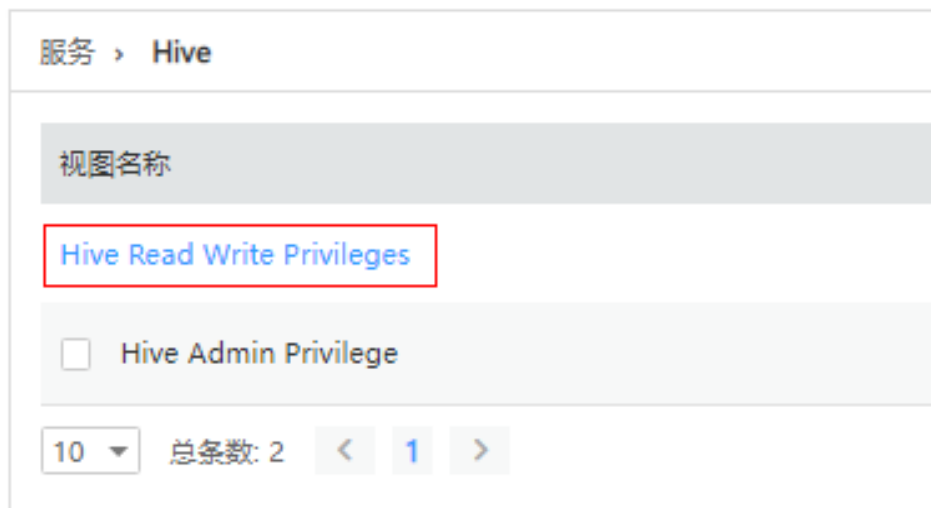 服务 › Hive
视图名称
Hive Read Write Privileges
Hive Admin Privilege
10 总条数: 2 < 1 >